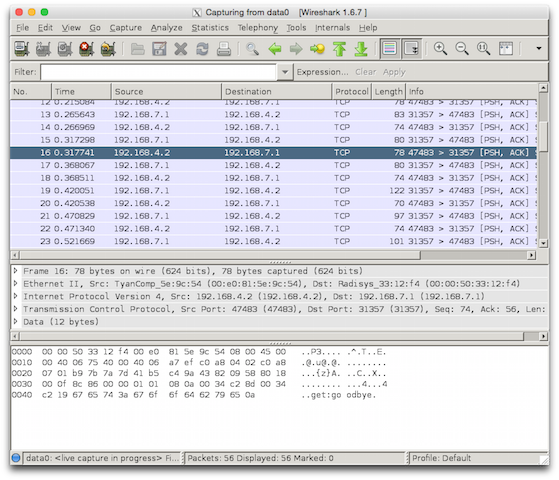 Capturing from data0 [Wireshark 1.6.7]
File Edit View Go Capture Analyze Statistics Telephony Tools Internals Help
Filter: Expression... Clear Apply
No. Time Source Destination Protocol Length Info
12 0.215084 192.168.4.2 192.168.7.1 TCP 78 47483 > 31357 [PSH, ACK] S
13 0.265643 192.168.4.2 192.168.7.1 TCP 83 31357 > 47483 [PSH, ACK] S
14 0.266969 192.168.4.2 192.168.7.1 TCP 74 47483 > 31357 [PSH, ACK] S
15 0.317298 192.168.4.2 192.168.7.1 TCP 80 31357 > 47483 [PSH, ACK] S
16 0.317741 192.168.4.2 192.168.7.1 TCP 78 47483 > 31357 [PSH, ACK] S
17 0.368067 192.168.4.2 192.168.7.1 TCP 80 31357 > 47483 [PSH, ACK] S
18 0.368511 192.168.4.2 192.168.7.1 TCP 74 47483 > 31357 [PSH, ACK] S
19 0.420051 192.168.4.2 192.168.7.1 TCP 122 31357 > 47483 [PSH, ACK] S
20 0.420538 192.168.4.2 192.168.7.1 TCP 70 47483 > 31357 [PSH, ACK] S
21 0.470829 192.168.4.2 192.168.7.1 TCP 97 31357 > 47483 [PSH, ACK] S
22 0.471340 192.168.4.2 192.168.7.1 TCP 74 47483 > 31357 [PSH, ACK] S
23 0.521669 192.168.4.2 192.168.7.1 TCP 101 31357 > 47483 [PSH, ACK] S
Frame 16: 78 bytes on wire (624 bits), 78 bytes captured (624 bits)
Ethernet II, Src: TyanComp_5e:9c:54 (00:e0:81:5e:9c:54), Dst: Radisys_33:12:f4 (00:00:50:33:12:f4)
Internet Protocol Version 4, Src: 192.168.4.2 (192.168.4.2), Dst: 192.168.7.1 (192.168.7.1)
Transmission Control Protocol, Src Port: 47483 (47483), Dst Port: 31357 (31357), Seq: 74, Ack: 56, Len:
Data (12 bytes)
0000 00 00 50 33 12 f4 00 e0 81 5e 9c 54 08 00 45 00 ..P3.... .^.T..E.
0010 00 40 06 75 40 00 40 06 a7 ef c0 a8 04 02 c0 a8 .@.u@.@. ........
0020 07 01 b9 7b 7a 7d 41 b5 c4 9a 43 82 09 58 80 18 ...{z}A. ..C..X..
0030 00 0f 8c 86 00 00 01 01 08 0a 00 34 c2 8d 00 34 ........ ...4...4
0040 c2 19 67 65 74 3a 67 6f 6f 64 62 79 65 0a ..get:go odbye.
data0: <live capture in progress> Fi... Packets: 56 Displayed: 56 Marked: 0 Profile: Default